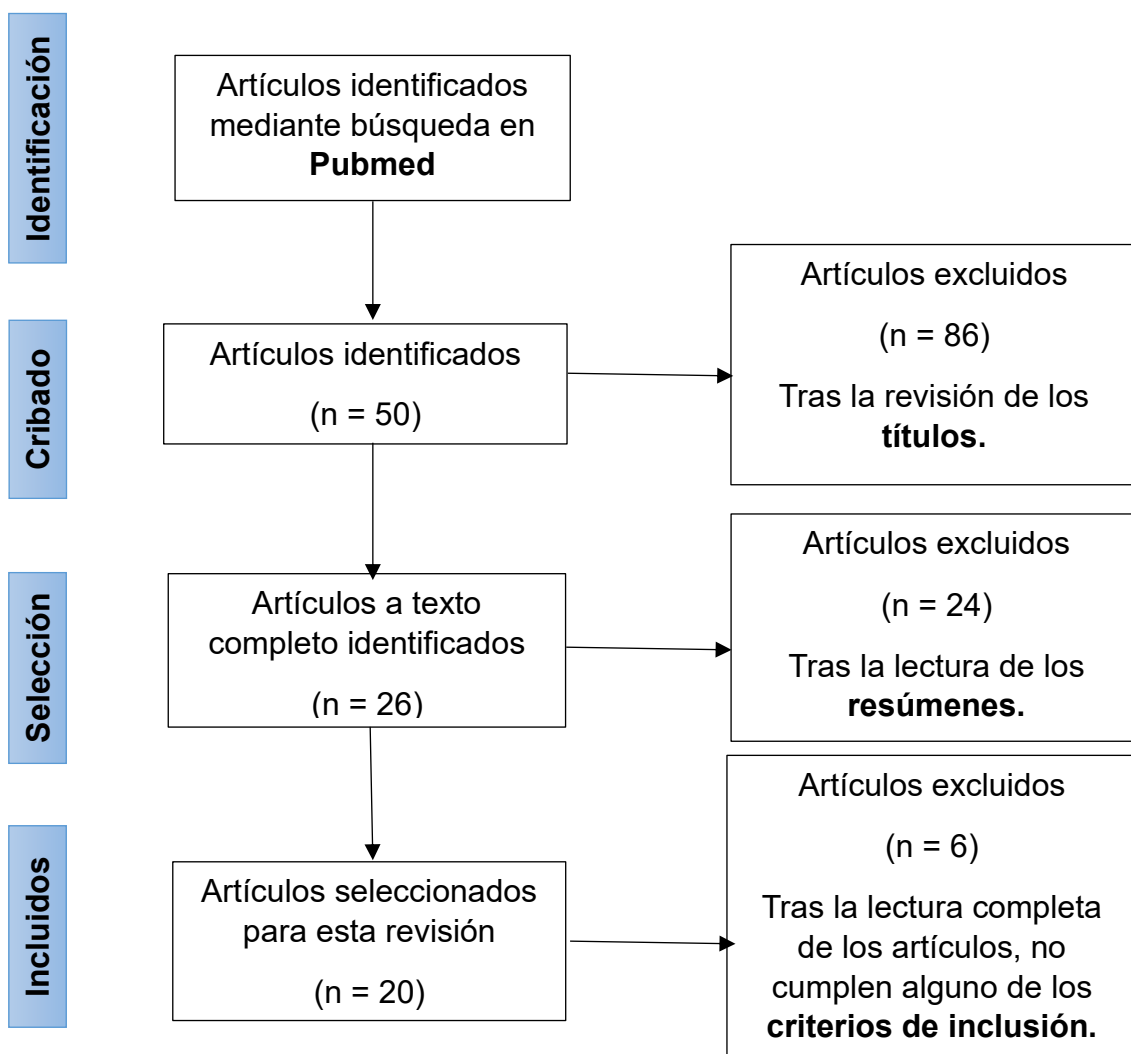 Identificación
Artículos identificados
mediante búsqueda en
Pubmed
Cribado
Artículos identificados
(n = 50)
Artículos excluidos
(n = 86)
Tras la revisión de los
títulos.
Selección
Artículos a texto
completo identificados
(n = 26)
Artículos excluidos
(n = 24)
Tras la lectura de los
resúmenes.
Incluidos
Artículos seleccionados
para esta revisión
(n = 20)
Artículos excluidos
(n = 6)
Tras la lectura completa
de los artículos, no
cumplen alguno de los
criterios de inclusión.